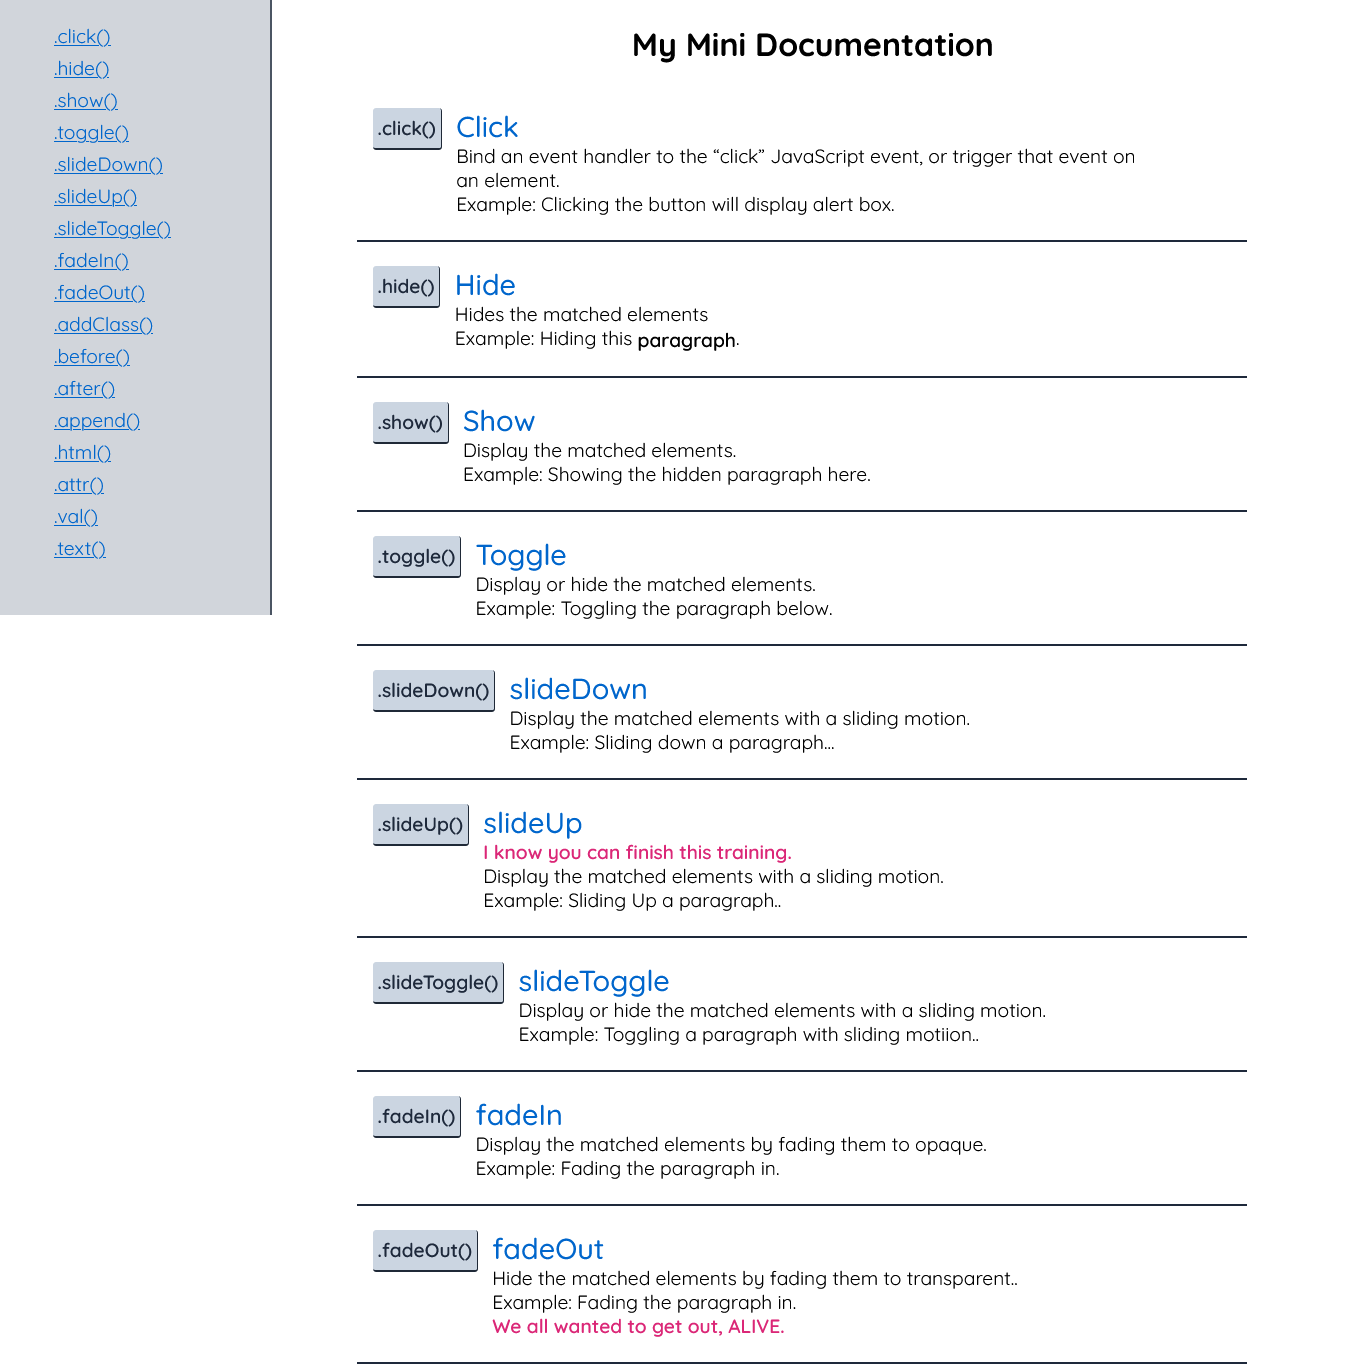 .click()
.hide()
.show()
.toggle()
.slideDown()
.slideUp()
.slideToggle()
.fadeIn()
.fadeOut()
.addClass()
.before()
.after()
.append()
.html()
.attr()
.val()
.text()
My Mini Documentation
.click()
Click
Bind an event handler to the “click” JavaScript event, or trigger that event on
an element.
Example: Clicking the button will display alert box.
.hide()
Hide
Hides the matched elements
Example: Hiding this paragraph.
.show()
Show
Display the matched elements.
Example: Showing the hidden paragraph here.
.toggle()
Toggle
Display or hide the matched elements.
Example: Toggling the paragraph below.
.slideDown()
slideDown
Display the matched elements with a sliding motion.
Example: Sliding down a paragraph...
.slideUp()
slideUp
I know you can finish this training.
Display the matched elements with a sliding motion.
Example: Sliding Up a paragraph..
.slideToggle()
slideToggle
Display or hide the matched elements with a sliding motion.
Example: Toggling a paragraph with sliding motiion..
.fadeIn()
fadeIn
Display the matched elements by fading them to opaque.
Example: Fading the paragraph in.
.fadeOut()
fadeOut
Hide the matched elements by fading them to transparent..
Example: Fading the paragraph in.
We all wanted to get out, ALIVE.